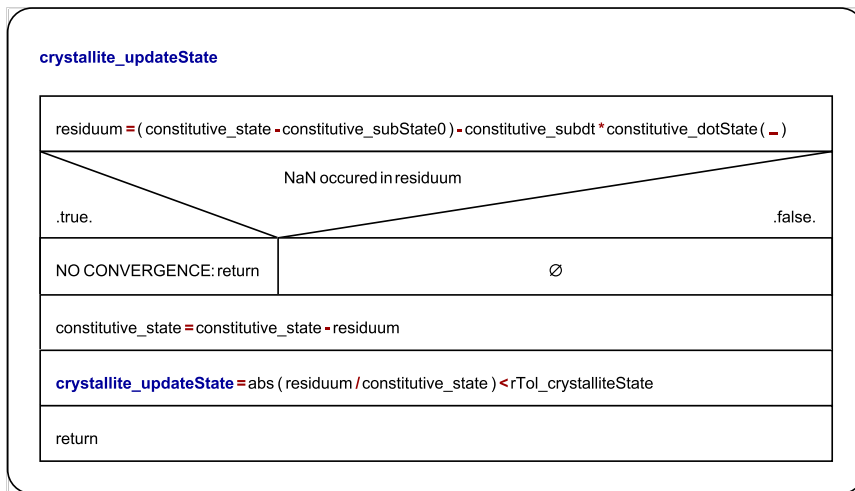 crystallite_updateState
residuum = ( constitutive_state - constitutive_subState0 ) - constitutive_subdt * constitutive_dotState ( _ )
NaN occured in residuum
.true.
.false.
NO CONVERGENCE: return
∅
constitutive_state = constitutive_state - residuum
crystallite_updateState = abs ( residuum / constitutive_state ) < rTol_crystalliteState
return